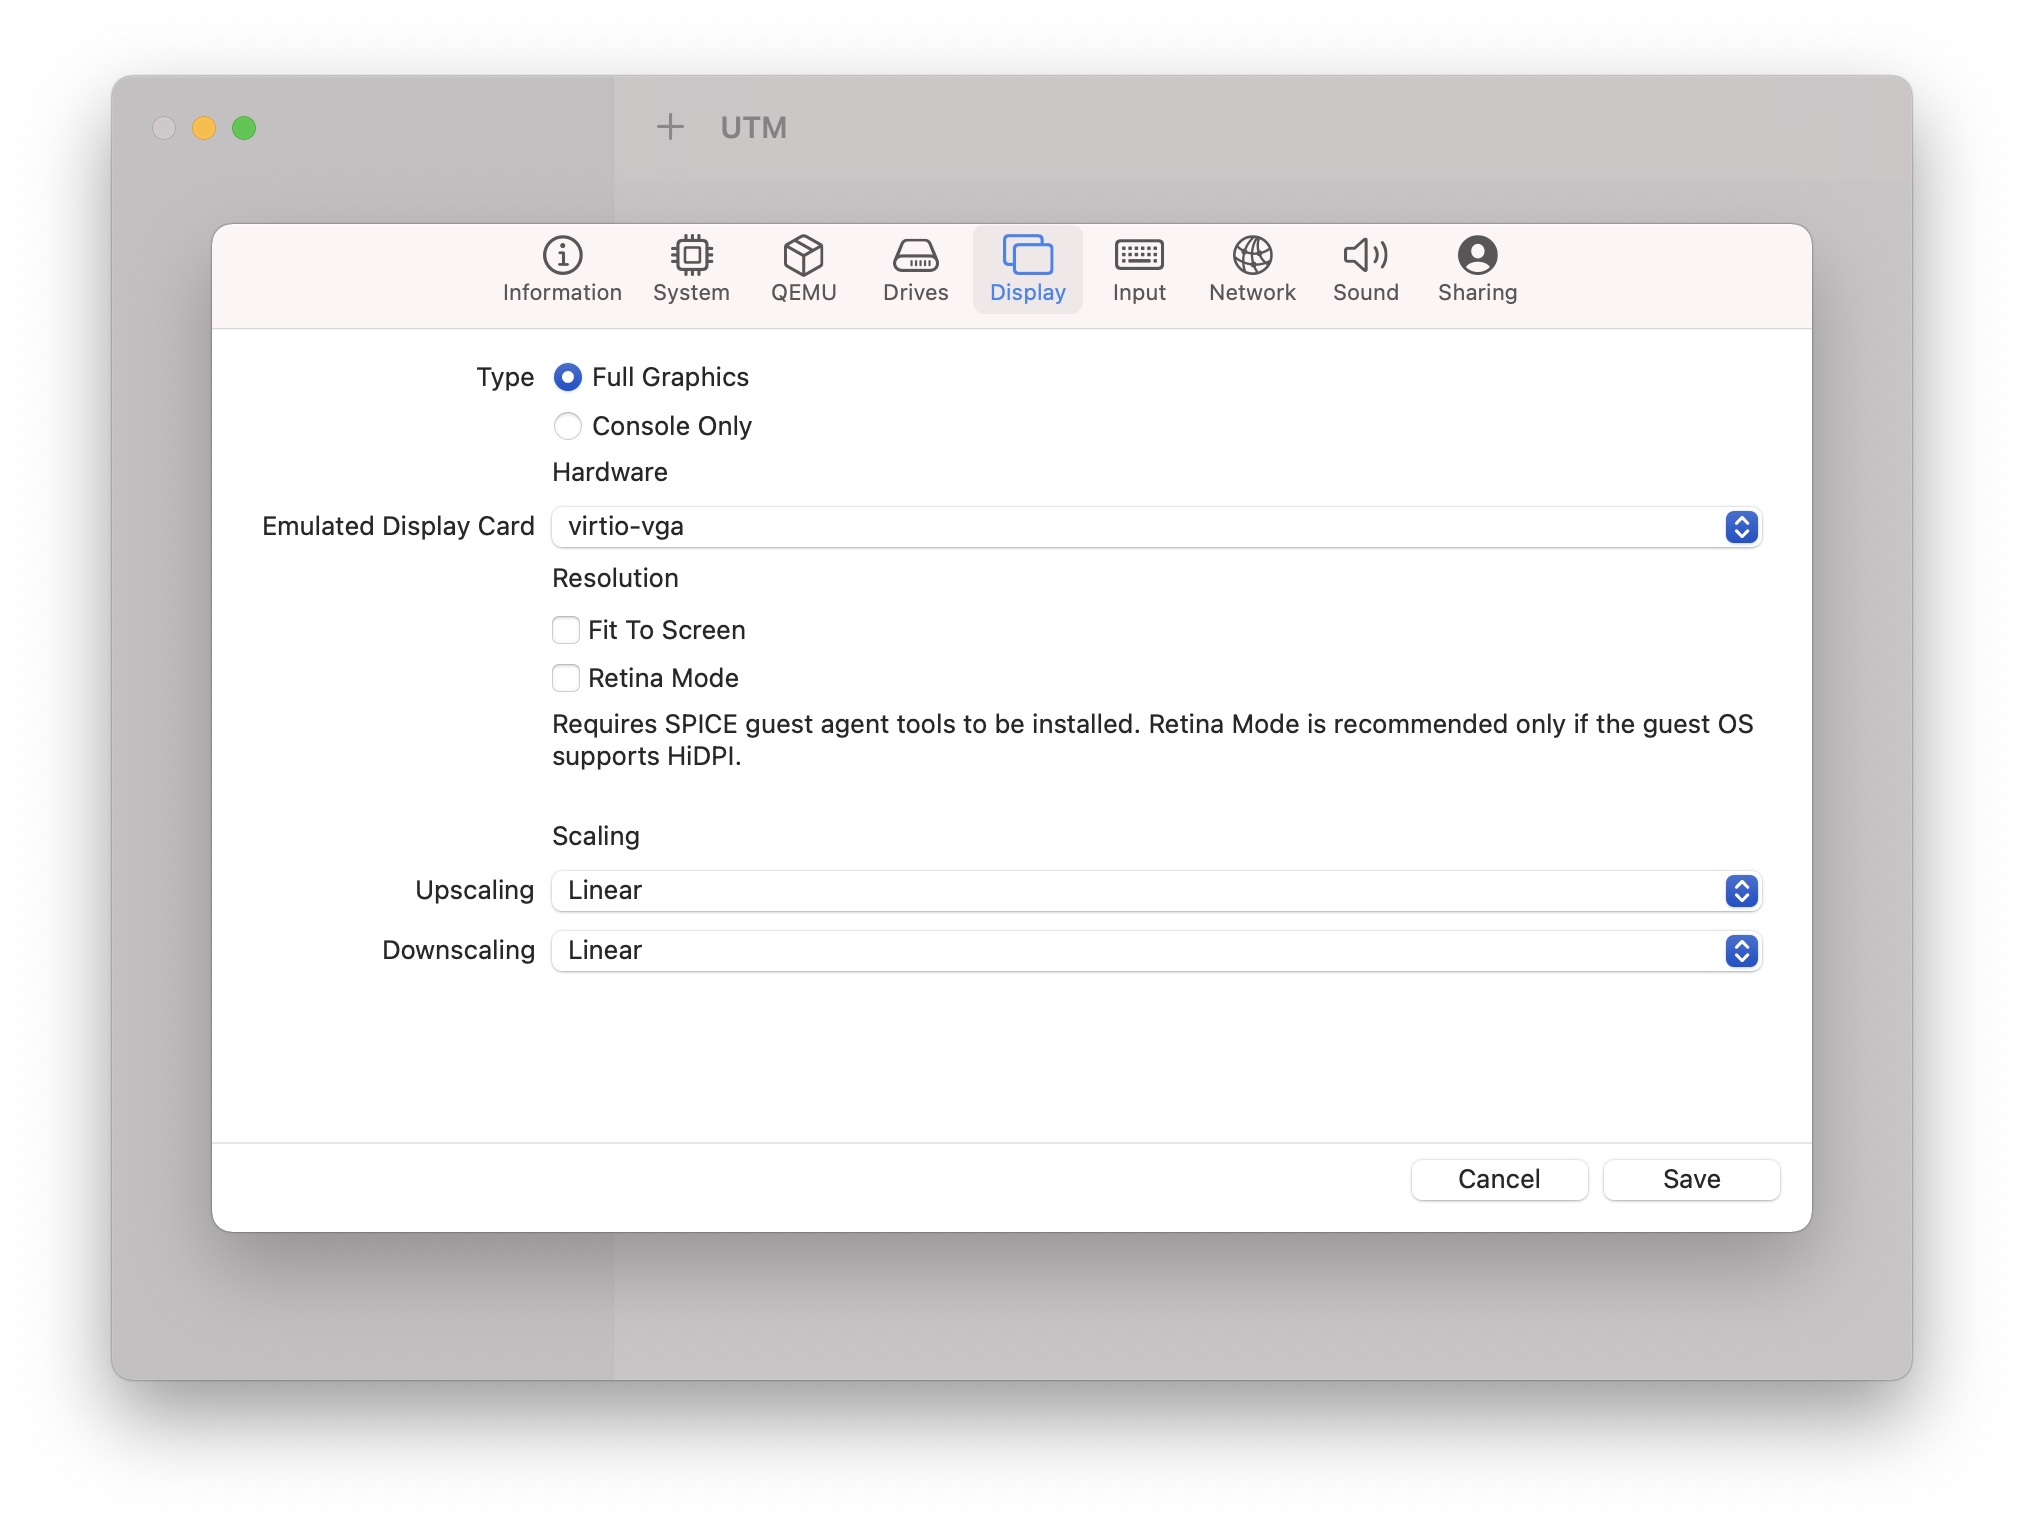 UTM
Information System QEMU Drives Display Input Network Sound Sharing
Type Full Graphics
Console Only
Hardware
Emulated Display Card virtio-vga
Resolution
Fit To Screen
Retina Mode
Requires SPICE guest agent tools to be installed. Retina Mode is recommended only if the guest OS
supports HiDPI.
Scaling
Upscaling Linear
Downscaling Linear
Cancel Save